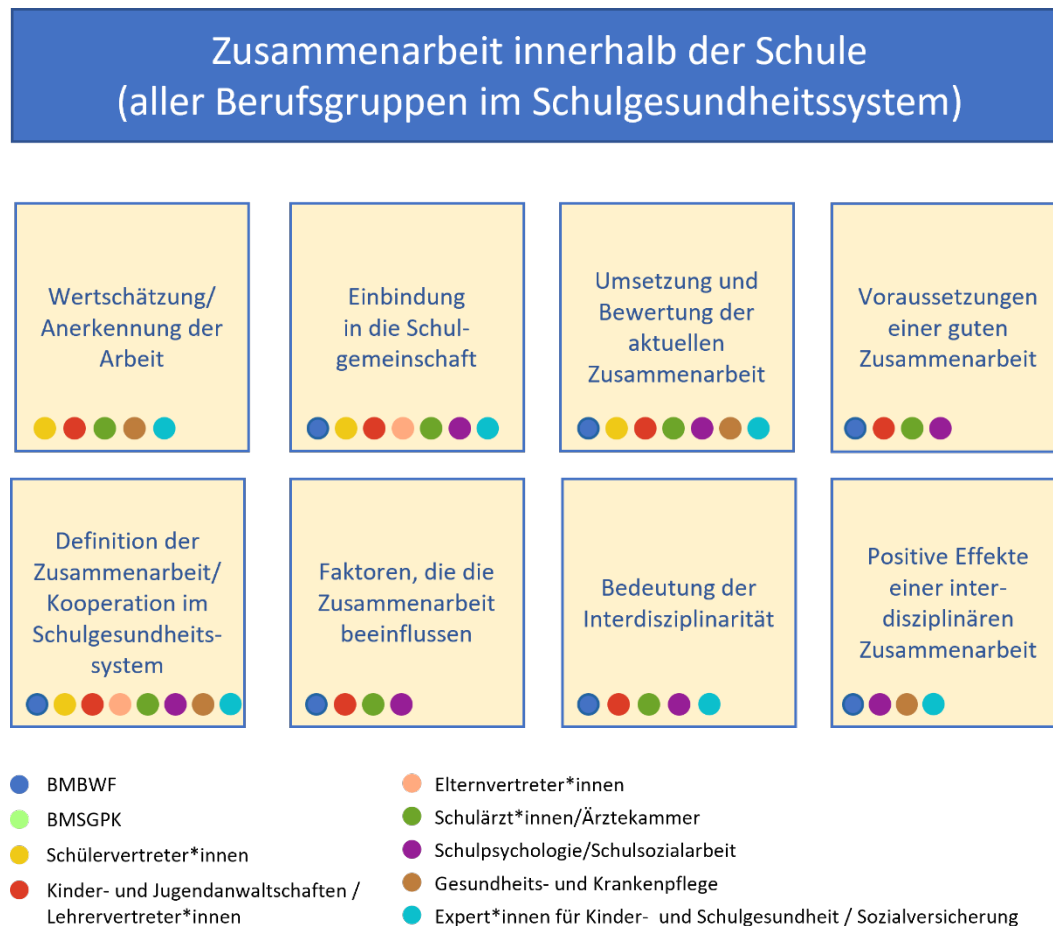 Zusammenarbeit innerhalb der Schule
(aller Berufsgruppen im Schulgesundheitssystem)
Wertschätzung/
Anerkennung der
Arbeit
Einbindung
in die Schul-
gemeinschaft
Umsetzung und
Bewertung der
aktuellen
Zusammenarbeit
Voraussetzungen
einer guten
Zusammenarbeit
Definition der
Zusammenarbeit/
Kooperation im
Schulgesundheits-
system
Faktoren, die die
Zusammenarbeit
beeinflussen
Bedeutung der
Interdisziplinarität
Positive Effekte
einer inter-
disziplinären
Zusammenarbeit
BMBWF
BMSGPK
Schülervertreter*innen
Kinder- und Jugendanwaltschaften /
Lehrervertreter*innen
Elternvertreter*innen
Schulärzt*innen/Ärztekammer
Schulpsychologie/Schulsozialarbeit
Gesundheits- und Krankenpflege
Expert*innen für Kinder- und Schulgesundheit / Sozialversicherung